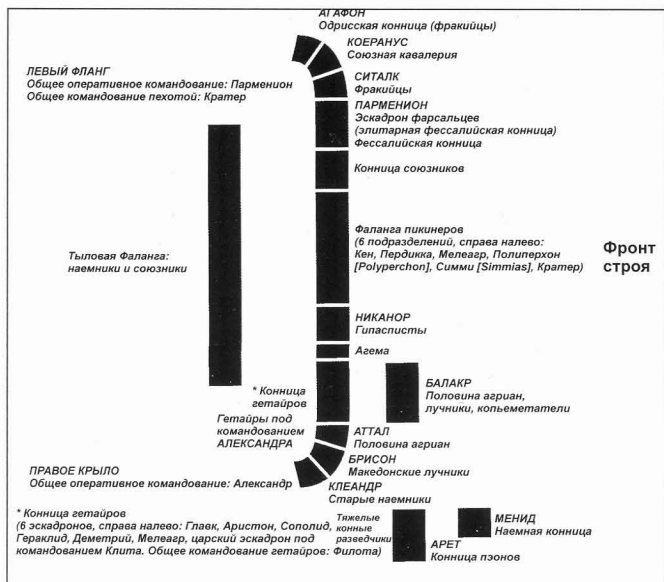 АГАФОН
Одрисская конница (фракийцы)
КОЕРАНУС
Союзная кавалерия
ЛЕВЫЙ ФЛАНГ
Общее оперативное командование: Парменион
Общее командование пехотой: Кратер
СИТАЛК
Фракийцы
ПАРМЕНИОН
Эскадрон фарсальцев
(элитарная фессалийская конница)
Фессалийская конница
Конница союзников
Тыловая Фаланга:
наемники и союзники
Фаланга пикинеров
(6 подразделений, справа налево:
Кен, Пердикка, Мелеагр, Полиперхон
[Polyperchon], Симми [Simmias], Кратер)
Фронт
строя
НИКАНОР
Гипасписты
Агема
* Конница
гетайров
Гетайры под
командованием
АЛЕКСАНДРА
БАЛАКР
Половина агриан,
лучники, копьеметатели
АТТАЛ
Половина агриан
БРИСОН
Македонские лучники
ПРАВОЕ КРЫЛО
Общее оперативное командование: Александр
КЛЕАНДР
Старые наемники
* Конница гетайров
(6 эскадронов, справа налево: Главк, Аристон, Сополид,
Гераклид, Деметрий, Мелеагр, царский эскадрон под
командованием Клита. Общее командование гетайров: Филота)
Тяжелые
конные
разведчики
МЕНИД
Наемная конница
АРЕТ
Конница пэонов